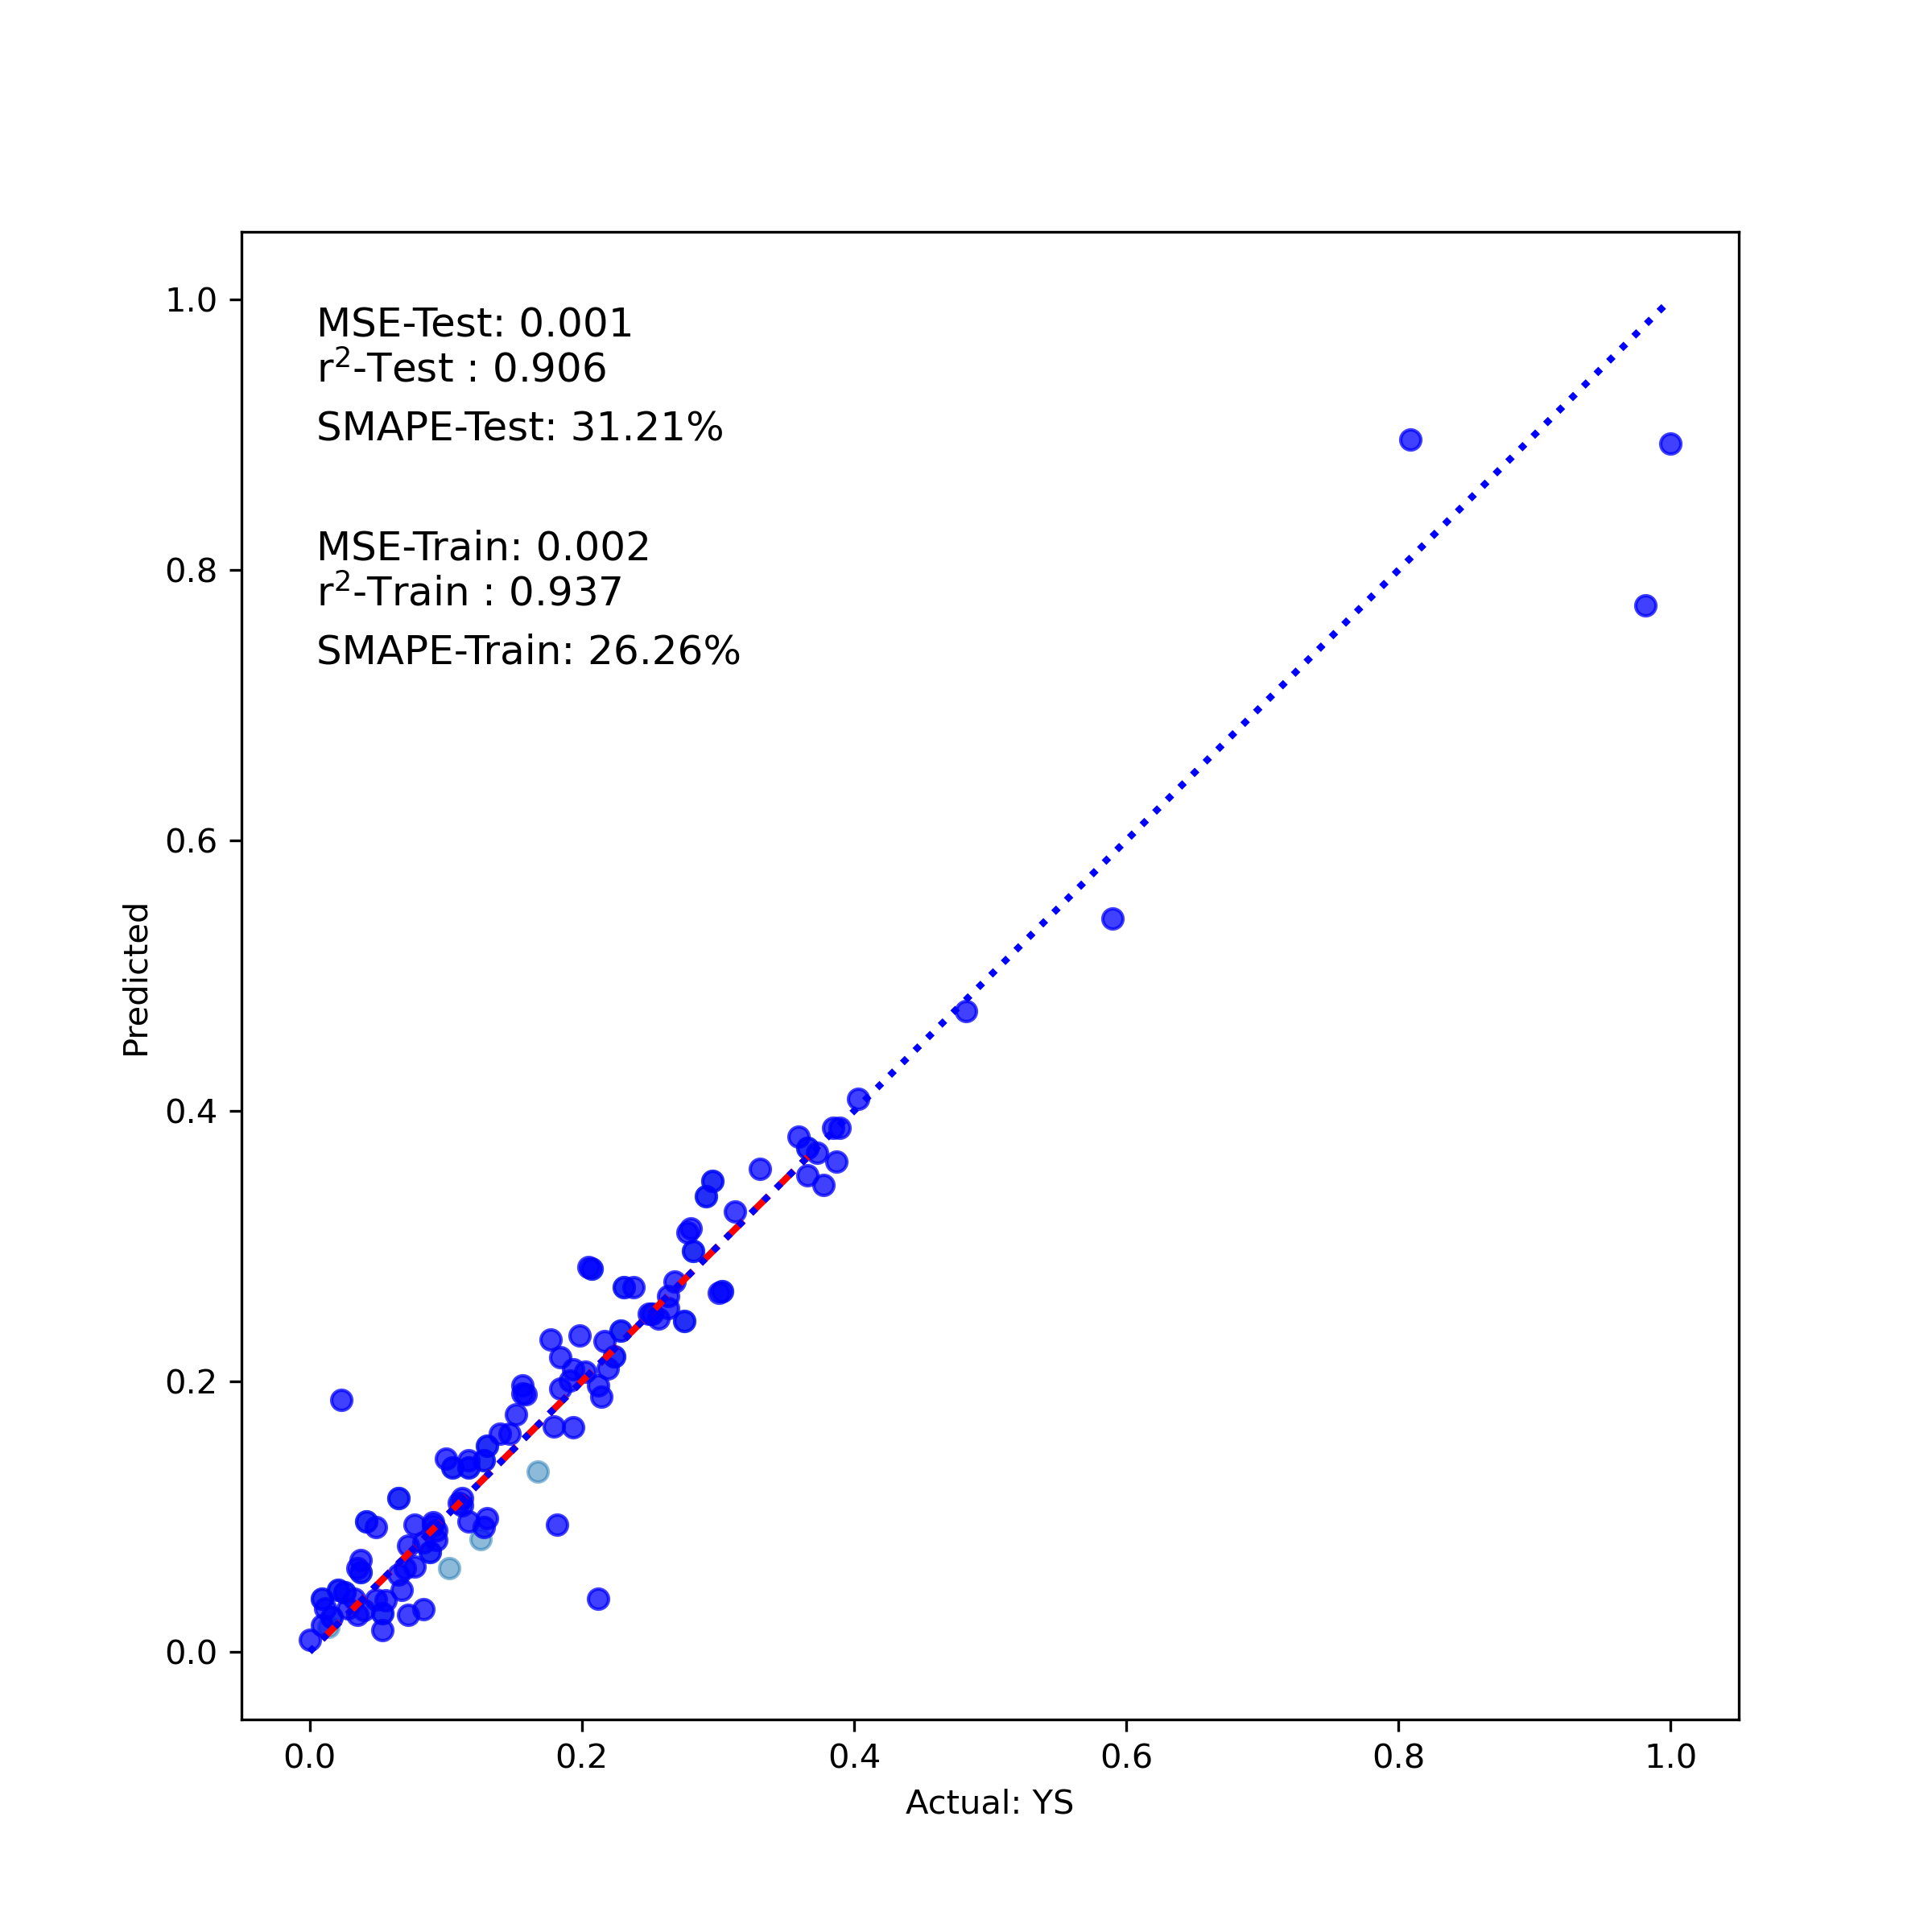 MSE-Test: 0.001
r²-Test : 0.906
SMAPE-Test: 31.21%
MSE-Train: 0.002
r²-Train : 0.937
SMAPE-Train: 26.26%
1.0
0.8
0.6
0.4
0.2
0.0
Predicted
0.0 0.2 0.4 0.6 0.8 1.0
Actual: YS